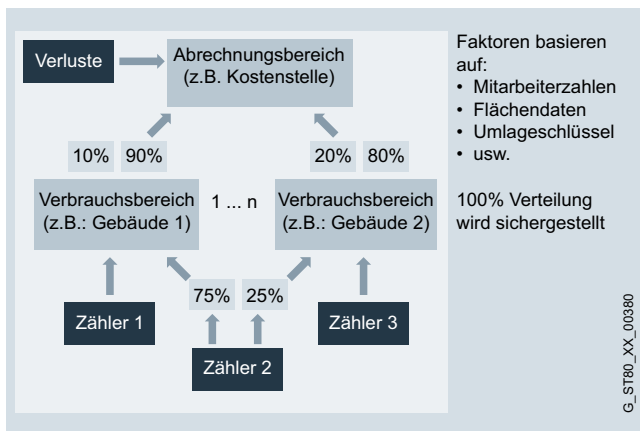 Verluste
Abrechnungsbereich
(z.B. Kostenstelle)
10% 90%
20% 80%
Verbrauchsbereich
(z.B.: Gebäude 1)
1 ... n
Verbrauchsbereich
(z.B.: Gebäude 2)
75% 25%
Zähler 1
Zähler 2
Zähler 3
Faktoren basieren
auf:
• Mitarbeiterzahlen
• Flächendaten
• Umlageschlüssel
• usw.
100% Verteilung
wird sichergestellt
G_ST80_XX_00380